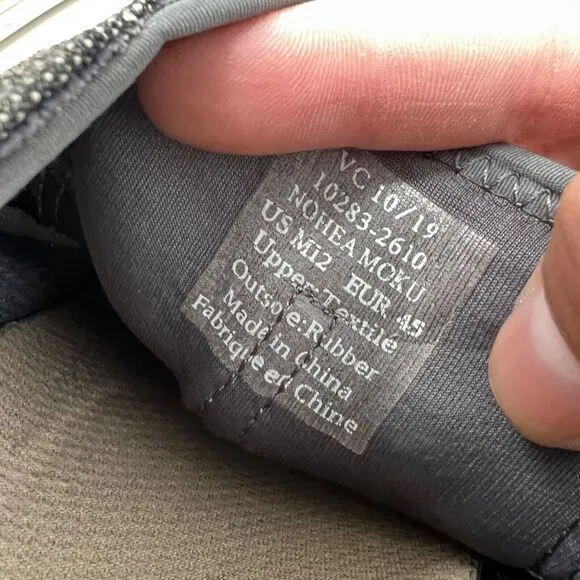 VC 10/19
10283-2610
NOHEA MOKU
US M12 EUR 45
Upper: Textile
Outsole: Rubber
Made in China
Fabriqué en Chine